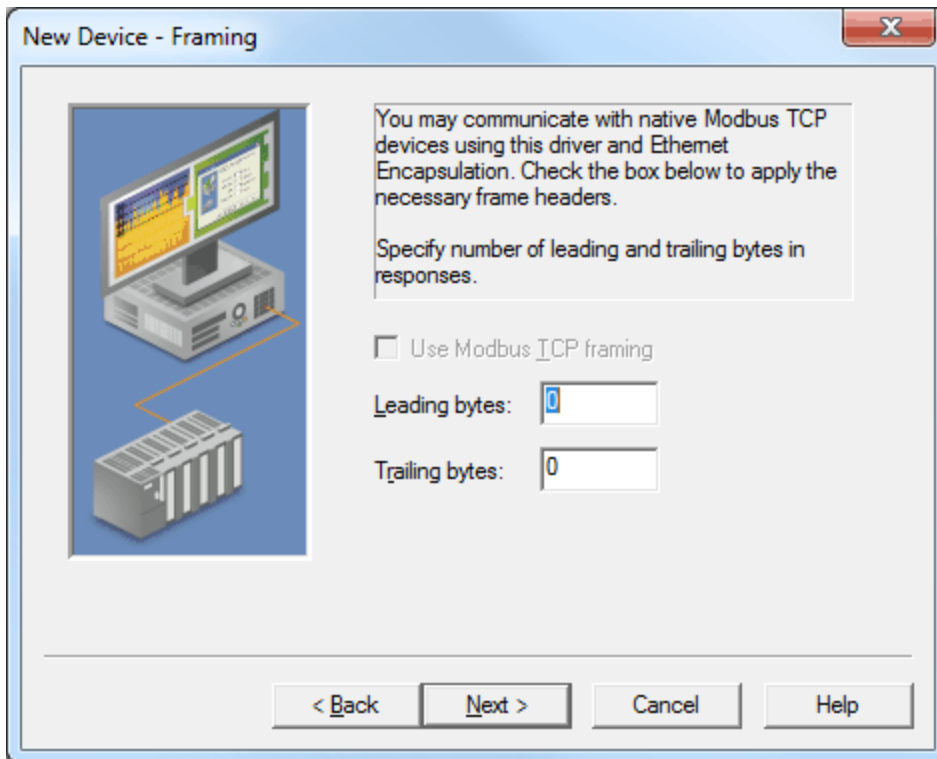 New Device - Framing
You may communicate with native Modbus TCP
devices using this driver and Ethernet
Encapsulation. Check the box below to apply the
necessary frame headers.
Specify number of leading and trailing bytes in
responses.
Use Modbus TCP framing
Leading bytes: 0
Trailing bytes: 0
< Back Next > Cancel Help